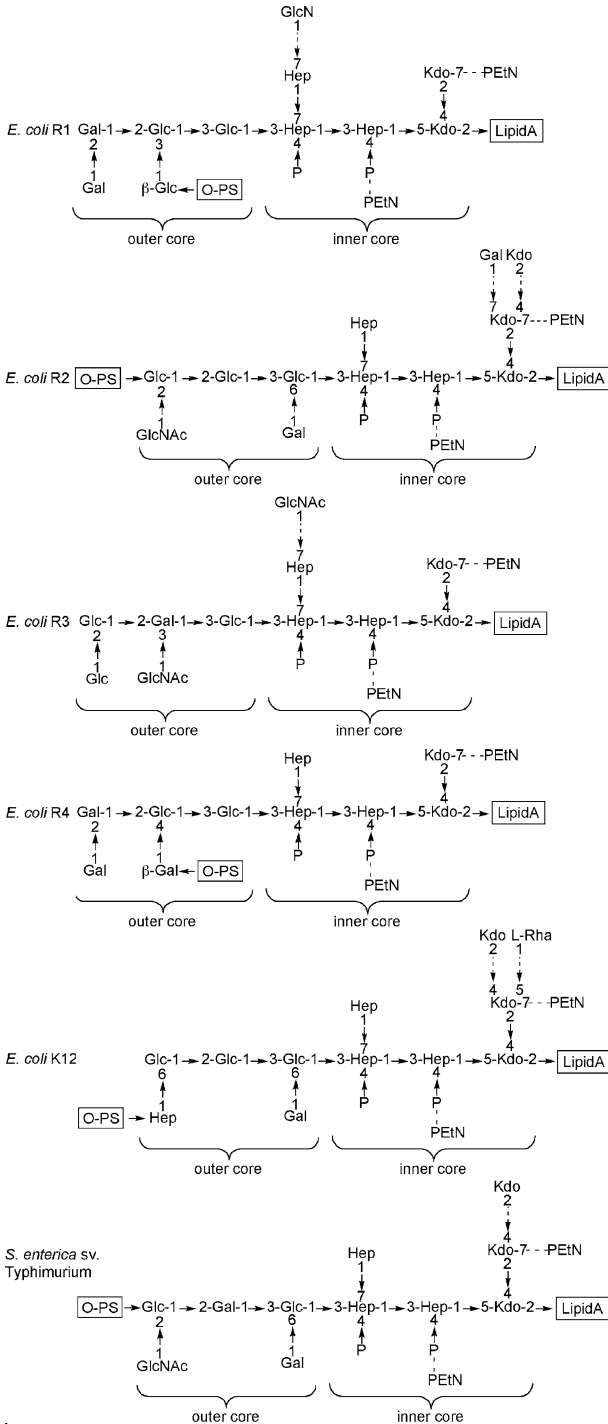 GlcN
1
7
Hep
Kdo-7- - -PEtN
1
2
7
4
E. coli R1 Gal-1 → 2-Glc-1 → 3-Glc-1 → 3-Hep-1 → 3-Hep-1 → 5-Kdo-2 → LipidA
2 3 4 4
1 1 P P
Gal β-Glc ← O-PS
PEtN
outer core inner core
Gal Kdo
1 2
7 4
Hep Kdo-7---PEtN
1 2
7 4
E. coli R2 O-PS → Glc-1 → 2-Glc-1 → 3-Glc-1 → 3-Hep-1 → 3-Hep-1 → 5-Kdo-2 → LipidA
2 6 4 4
1 1 P P
GlcNAc Gal PEtN
outer core inner core
GlcNAc
1
7
Hep Kdo-7- - -PEtN
1 2
7 4
E. coli R3 Glc-1 → 2-Gal-1 → 3-Glc-1 → 3-Hep-1 → 3-Hep-1 → 5-Kdo-2 → LipidA
2 3 4 4
1 1 P P
Glc GlcNAc
PEtN
outer core inner core
Hep Kdo-7- - -PEtN
1 2
7 4
E. coli R4 Gal-1 → 2-Glc-1 → 3-Glc-1 → 3-Hep-1 → 3-Hep-1 → 5-Kdo-2 → LipidA
2 4 4 4
1 1 P P
Gal β-Gal ← O-PS
PEtN
outer core inner core
Kdo L-Rha
2 1
4 5
Hep Kdo-7- - -PEtN
1 2
7 4
E. coli K12 Glc-1 → 2-Glc-1 → 3-Glc-1 → 3-Hep-1 → 3-Hep-1 → 5-Kdo-2 → LipidA
6 6 4 4
1 1 P P
O-PS → Hep Gal
PEtN
outer core inner core
Kdo
2
4
Hep Kdo-7- - -PEtN
1 2
7 4
S. enterica sv.
Typhimurium
O-PS → Glc-1 → 2-Gal-1 → 3-Glc-1 → 3-Hep-1 → 3-Hep-1 → 5-Kdo-2 → LipidA
2 6 4 4
1 1 P P
GlcNAc Gal
PEtN
outer core inner core